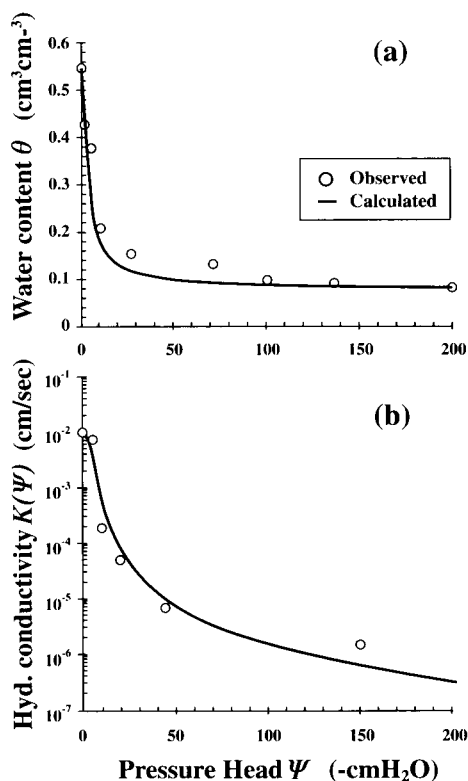 (a)
Water content θ (cm³cm⁻³)
0.6
0.5
0.4
0.3
0.2
0.1
0
Observed
Calculated
0 50 100 150 200
(b)
Hyd. conductivity K(Ψ) (cm/sec)
10⁻¹
10⁻²
10⁻³
10⁻⁴
10⁻⁵
10⁻⁶
10⁻⁷
0 50 100 150 200
Pressure Head Ψ (-cmH₂O)